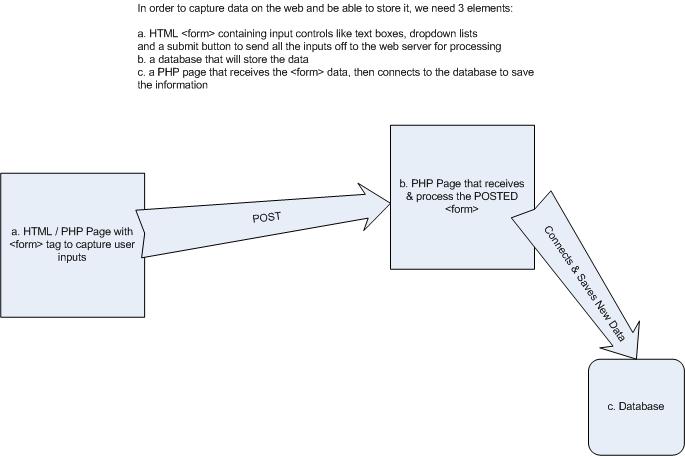 In order to capture data on the web and be able to store it, we need 3 elements:
a. HTML <form> containing input controls like text boxes, dropdown lists
and a submit button to send all the inputs off to the web server for processing
b. a database that will store the data
c. a PHP page that receives the <form> data, then connects to the database to save
the information
a. HTML / PHP Page with
<form> tag to capture user
inputs
POST
b. PHP Page that receives
& process the POSTED
<form>
Connects & Saves New Data
c. Database